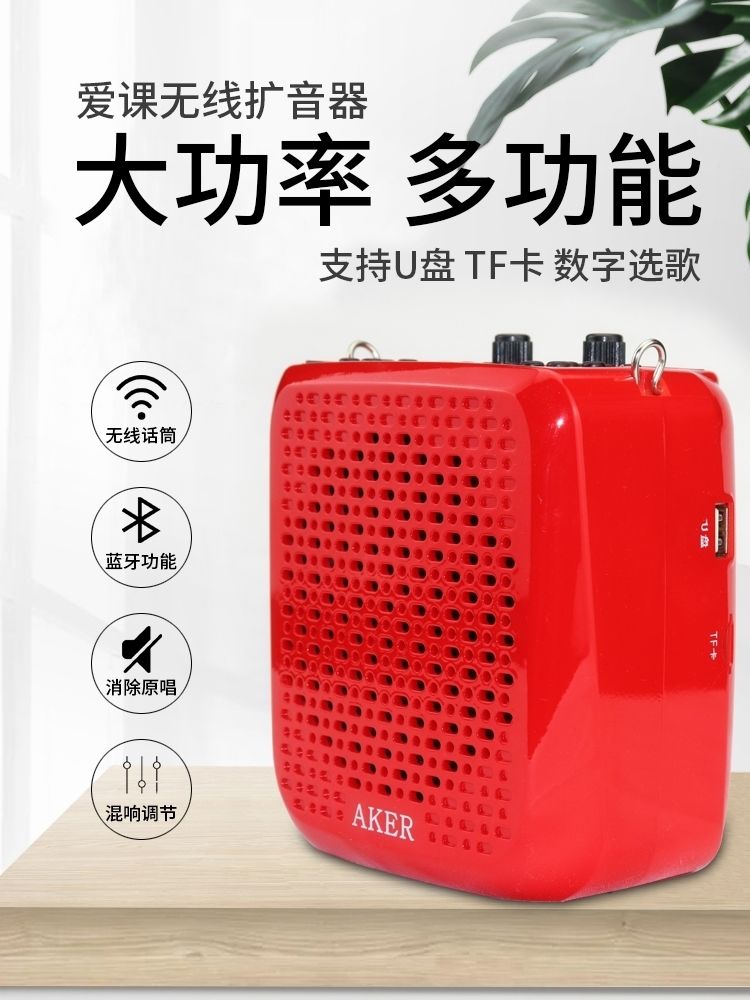 爱课无线扩音器
大功率 多功能
支持U盘 TF卡 数字选歌
无线话筒
蓝牙功能
消除原唱
混响调节
U盘
TF卡
AKER